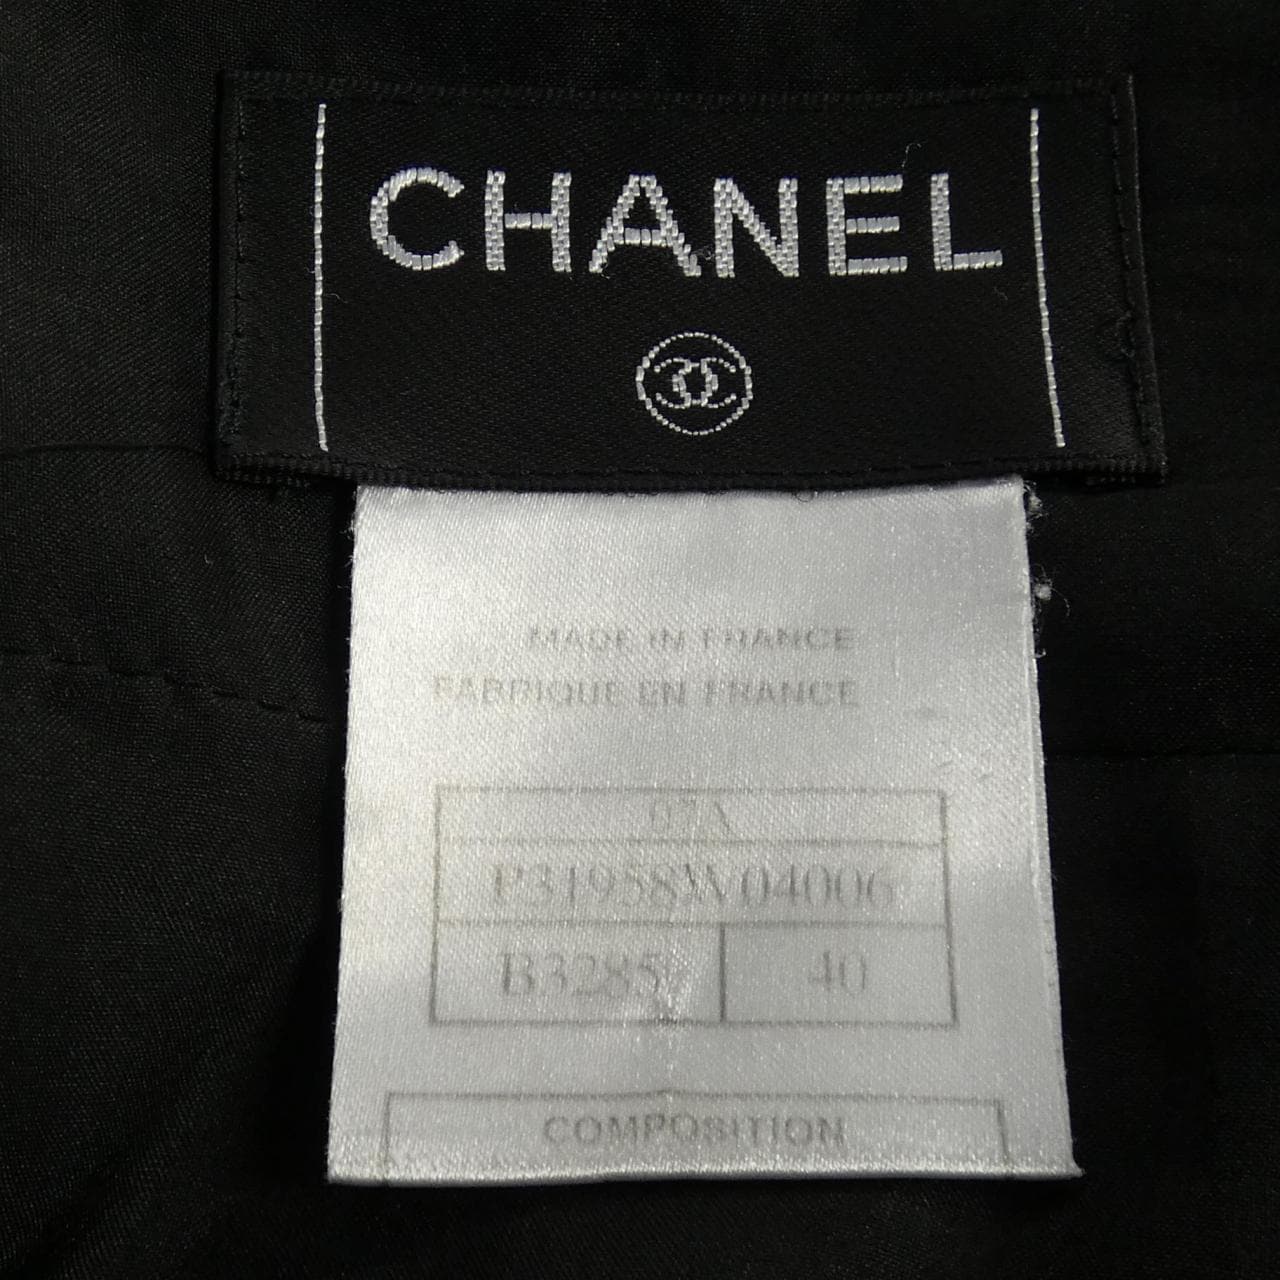 CHANEL
MADE IN FRANCE
FABRIQUE EN FRANCE
07A
P31958W04006
B3285 40
COMPOSITION